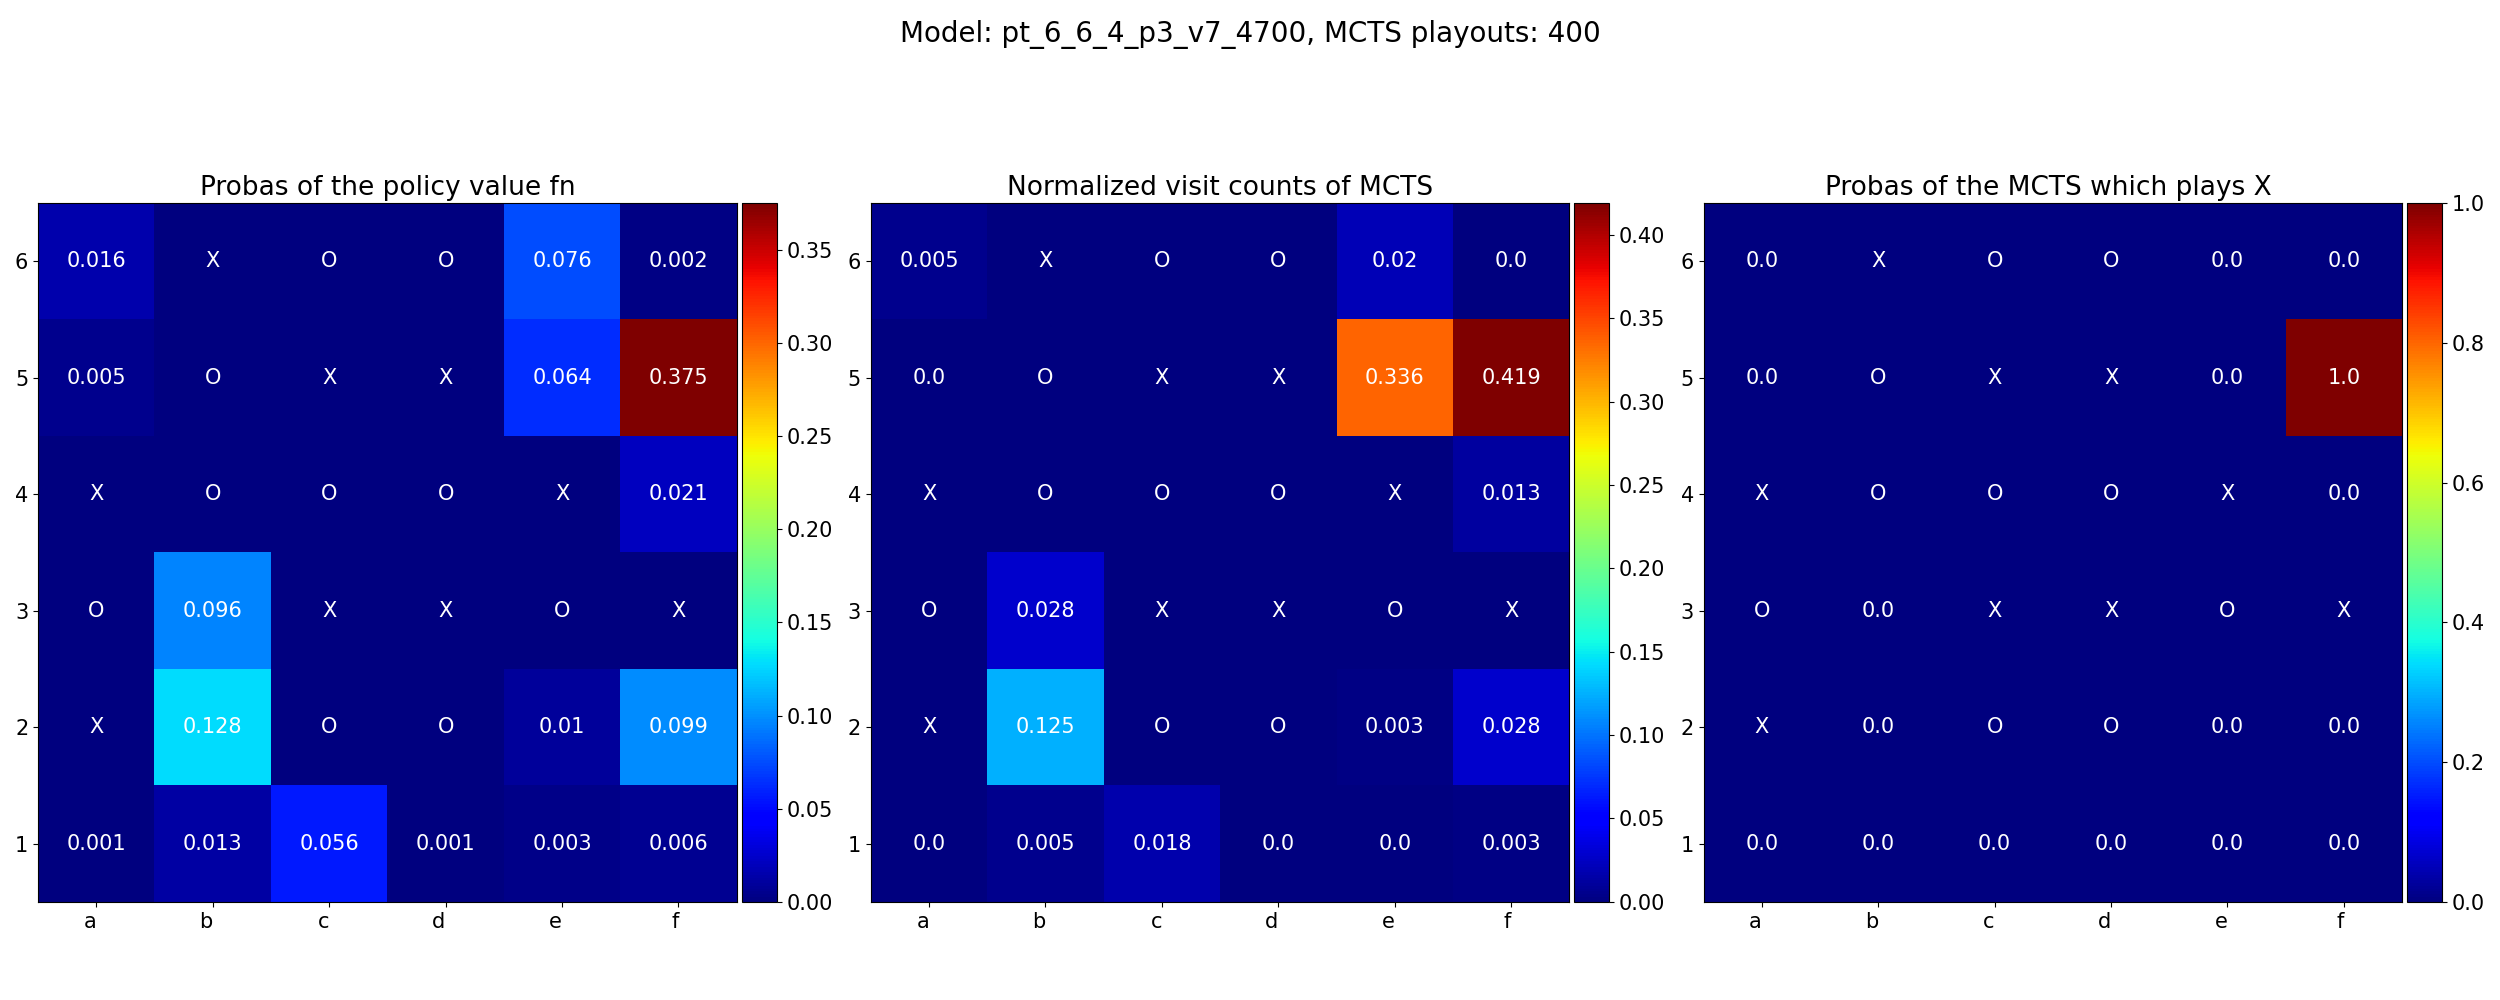 Model: pt_6_6_4_p3_v7_4700, MCTS playouts: 400
Probas of the policy value fn
6 0.016 X O O 0.076 0.002
5 0.005 O X X 0.064 0.375
4 X O O O X 0.021
3 O 0.096 X X O X
2 X 0.128 O O 0.01 0.099
1 0.001 0.013 0.056 0.001 0.003 0.006
a b c d e f
0.35
0.30
0.25
0.20
0.15
0.10
0.05
0.00
Normalized visit counts of MCTS
6 0.005 X O O 0.02 0.0
5 0.0 O X X 0.336 0.419
4 X O O O X 0.013
3 O 0.028 X X O X
2 X 0.125 O O 0.003 0.028
1 0.0 0.005 0.018 0.0 0.0 0.003
a b c d e f
0.40
0.35
0.30
0.25
0.20
0.15
0.10
0.05
0.00
Probas of the MCTS which plays X
6 0.0 X O O 0.0 0.0
5 0.0 O X X 0.0 1.0
4 X O O O X 0.0
3 O 0.0 X X O X
2 X 0.0 O O 0.0 0.0
1 0.0 0.0 0.0 0.0 0.0 0.0
a b c d e f
1.0
0.8
0.6
0.4
0.2
0.0